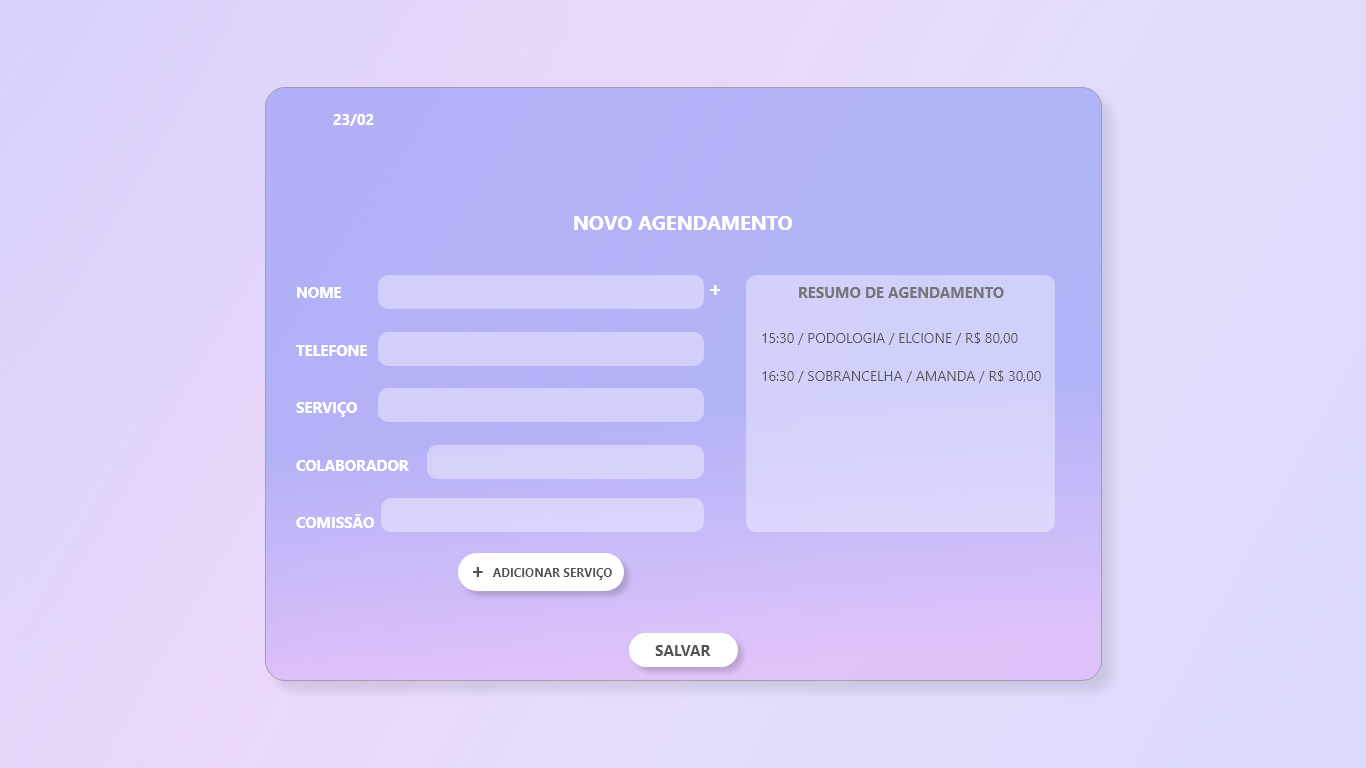 23/02
NOVO AGENDAMENTO
NOME
+
TELEFONE
SERVIÇO
COLABORADOR
COMISSÃO
+ ADICIONAR SERVIÇO
RESUMO DE AGENDAMENTO
15:30 / PODOLOGIA / ELCIONE / R$ 80,00
16:30 / SOBRANCELHA / AMANDA / R$ 30,00
SALVAR